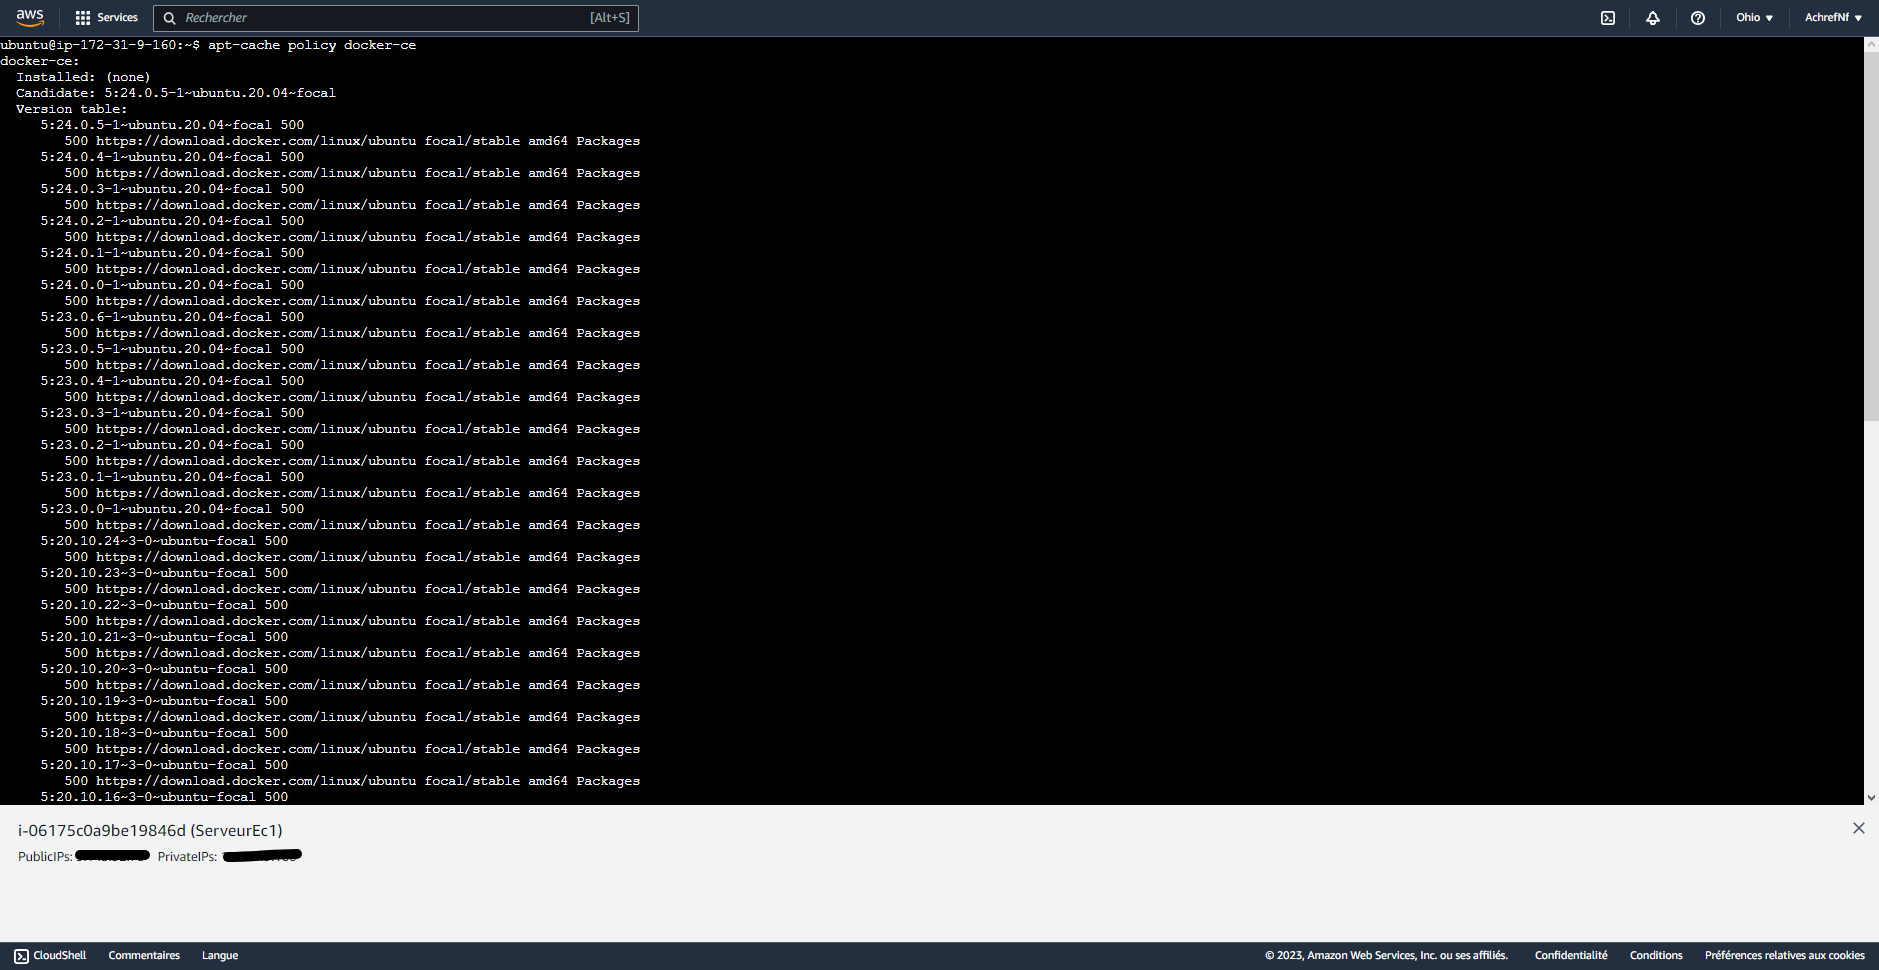 aws Services Rechercher [Alt+S] Ohio AchrefNf
ubuntu@ip-172-31-9-160:~$ apt-cache policy docker-ce
docker-ce:
Installed: (none)
Candidate: 5:24.0.5-1~ubuntu.20.04~focal
Version table:
5:24.0.5-1~ubuntu.20.04~focal 500
500 https://download.docker.com/linux/ubuntu focal/stable amd64 Packages
5:24.0.4-1~ubuntu.20.04~focal 500
500 https://download.docker.com/linux/ubuntu focal/stable amd64 Packages
5:24.0.3-1~ubuntu.20.04~focal 500
500 https://download.docker.com/linux/ubuntu focal/stable amd64 Packages
5:24.0.2-1~ubuntu.20.04~focal 500
500 https://download.docker.com/linux/ubuntu focal/stable amd64 Packages
5:24.0.1-1~ubuntu.20.04~focal 500
500 https://download.docker.com/linux/ubuntu focal/stable amd64 Packages
5:24.0.0-1~ubuntu.20.04~focal 500
500 https://download.docker.com/linux/ubuntu focal/stable amd64 Packages
5:23.0.6-1~ubuntu.20.04~focal 500
500 https://download.docker.com/linux/ubuntu focal/stable amd64 Packages
5:23.0.5-1~ubuntu.20.04~focal 500
500 https://download.docker.com/linux/ubuntu focal/stable amd64 Packages
5:23.0.4-1~ubuntu.20.04~focal 500
500 https://download.docker.com/linux/ubuntu focal/stable amd64 Packages
5:23.0.3-1~ubuntu.20.04~focal 500
500 https://download.docker.com/linux/ubuntu focal/stable amd64 Packages
5:23.0.2-1~ubuntu.20.04~focal 500
500 https://download.docker.com/linux/ubuntu focal/stable amd64 Packages
5:23.0.1-1~ubuntu.20.04~focal 500
500 https://download.docker.com/linux/ubuntu focal/stable amd64 Packages
5:23.0.0-1~ubuntu.20.04~focal 500
500 https://download.docker.com/linux/ubuntu focal/stable amd64 Packages
5:20.10.24~3-0~ubuntu-focal 500
500 https://download.docker.com/linux/ubuntu focal/stable amd64 Packages
5:20.10.23~3-0~ubuntu-focal 500
500 https://download.docker.com/linux/ubuntu focal/stable amd64 Packages
5:20.10.22~3-0~ubuntu-focal 500
500 https://download.docker.com/linux/ubuntu focal/stable amd64 Packages
5:20.10.21~3-0~ubuntu-focal 500
500 https://download.docker.com/linux/ubuntu focal/stable amd64 Packages
5:20.10.20~3-0~ubuntu-focal 500
500 https://download.docker.com/linux/ubuntu focal/stable amd64 Packages
5:20.10.19~3-0~ubuntu-focal 500
500 https://download.docker.com/linux/ubuntu focal/stable amd64 Packages
5:20.10.18~3-0~ubuntu-focal 500
500 https://download.docker.com/linux/ubuntu focal/stable amd64 Packages
5:20.10.17~3-0~ubuntu-focal 500
500 https://download.docker.com/linux/ubuntu focal/stable amd64 Packages
5:20.10.16~3-0~ubuntu-focal 500
i-06175c0a9be19846d (ServeurEc1)
PublicIPs: PrivateIPs:
CloudShell Commentaires Langue © 2023, Amazon Web Services, Inc. ou ses affiliés. Confidentialité Conditions Préférences relatives aux cookies